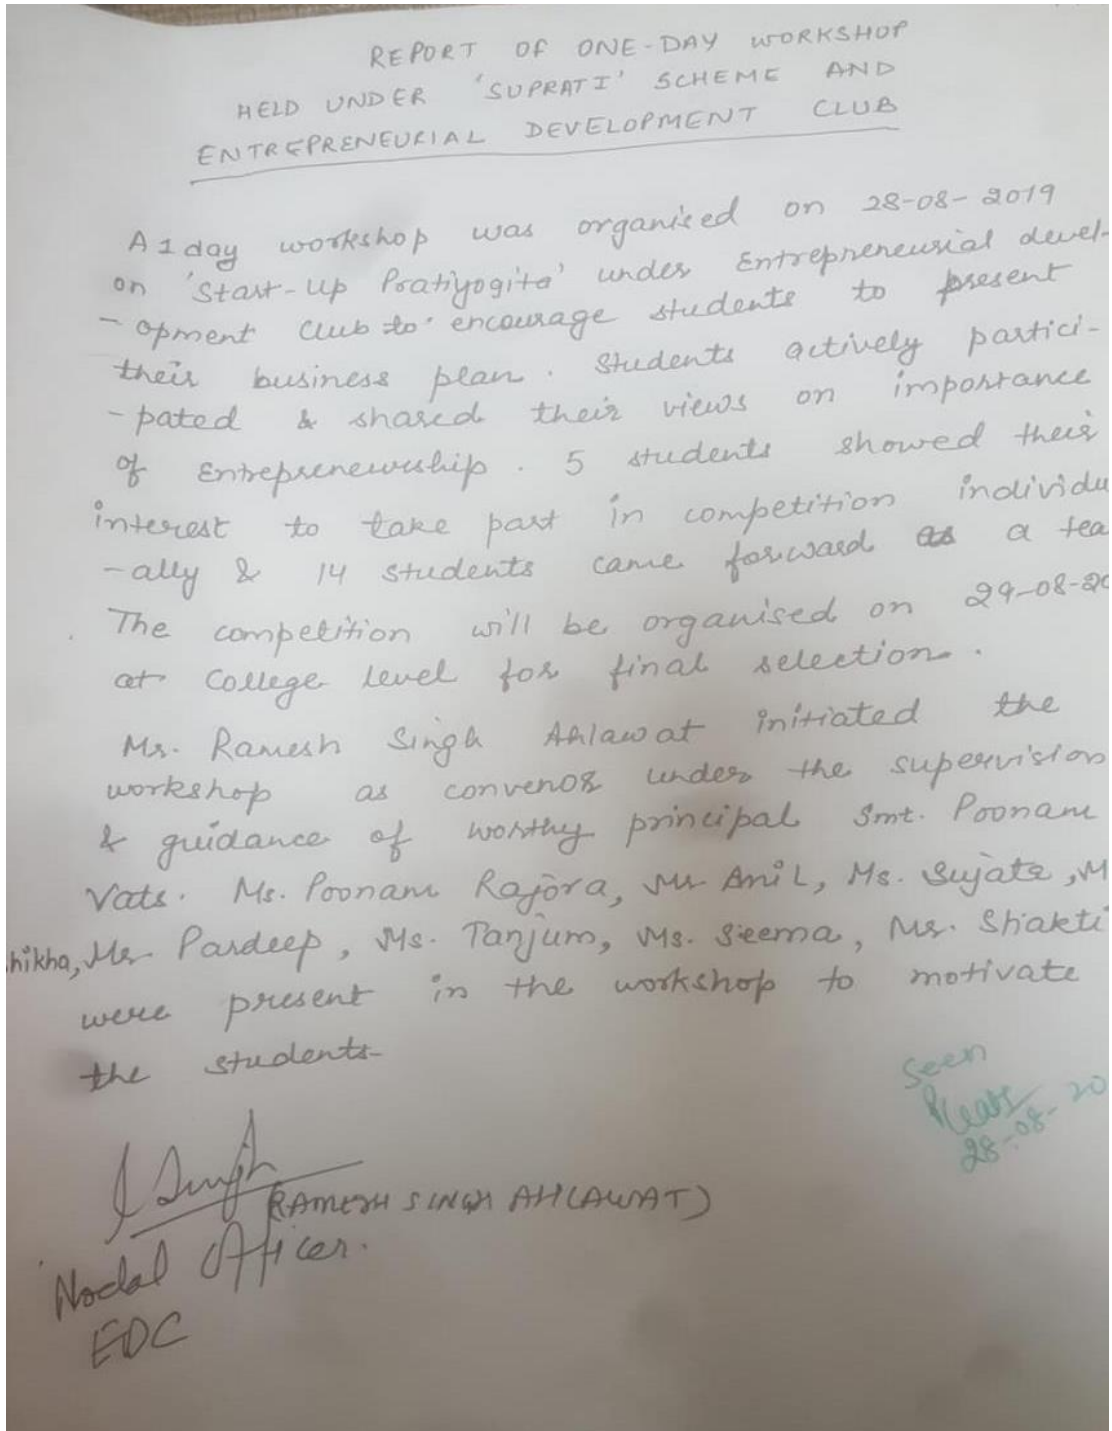 REPORT OF ONE-DAY WORKSHOP
HELD UNDER 'SUPRATI' SCHEME AND
ENTREPRENEURIAL DEVELOPMENT CLUB
A 1 day workshop was organised on 28-08-2019
on 'Start-Up Pratiyogita' under Entrepreneurial devel-
-opment Club to encourage students to present
their business plan. Students actively partici-
-pated & shared their views on importance
of Entrepreneurship. 5 students showed their
interest to take part in competition individu
-ally & 14 students came forward as a tea
The competition will be organised on 29-08-20
at College level for final selection.
Mr. Ramesh Singh Ahlawat initiated the
workshop as convenor under the supervision
& guidance of worthy principal Smt. Poonam
Vats. Ms. Poonam Rajora, Mr Anil, Ms. Sujata, M
hikha, Mr. Pardeep, Ms. Tanjum, Ms. Seema, Mr. Shakti
were present in the workshop to motivate
the students-
Seen
28-08-20
Singh
RAMESH SINGH AHLAWAT)
Nodal Officer.
EDC